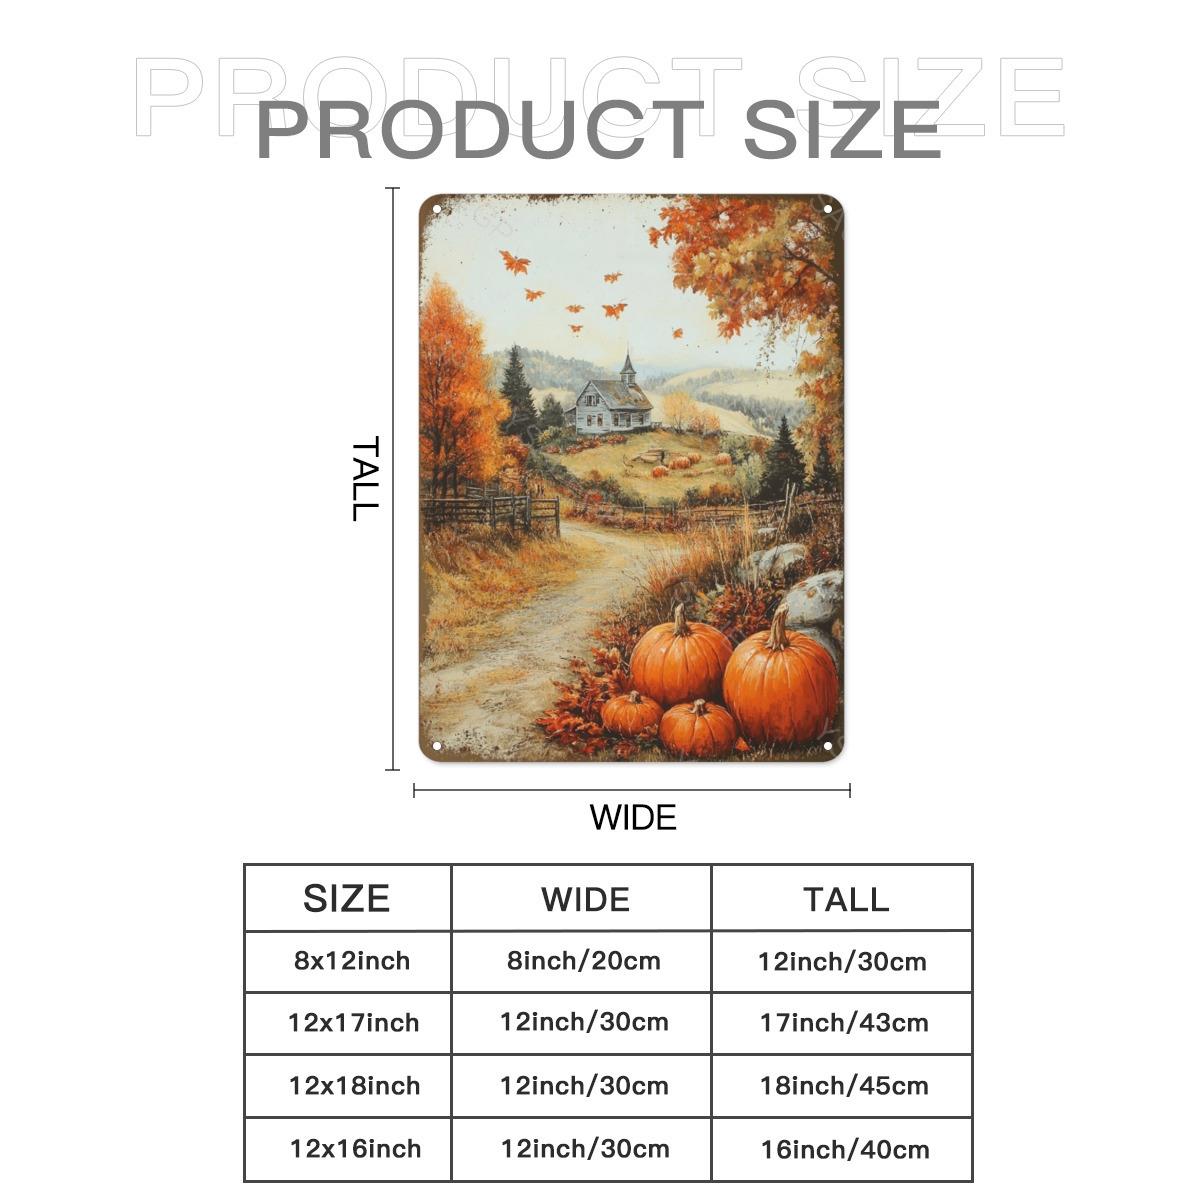 PRODUCT SIZE
PRODUCT SIZE
TALL
WIDE
SIZE WIDE TALL
8x12inch 8inch/20cm 12inch/30cm
12x17inch 12inch/30cm 17inch/43cm
12x18inch 12inch/30cm 18inch/45cm
12x16inch 12inch/30cm 16inch/40cm